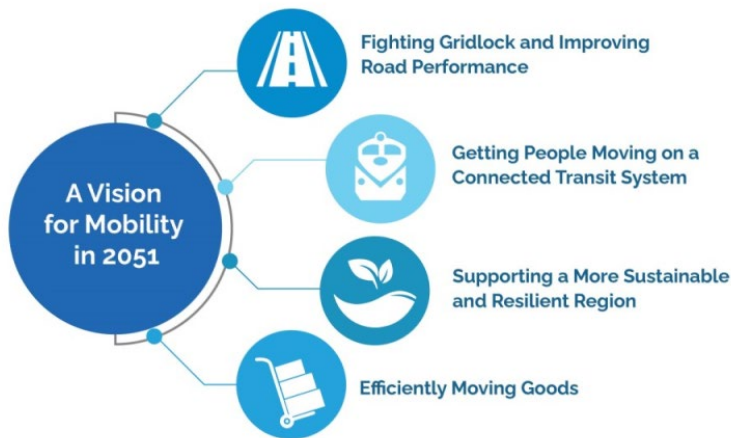 A Vision
for Mobility
in 2051
Fighting Gridlock and Improving
Road Performance
Getting People Moving on a
Connected Transit System
Supporting a More Sustainable
and Resilient Region
Efficiently Moving Goods